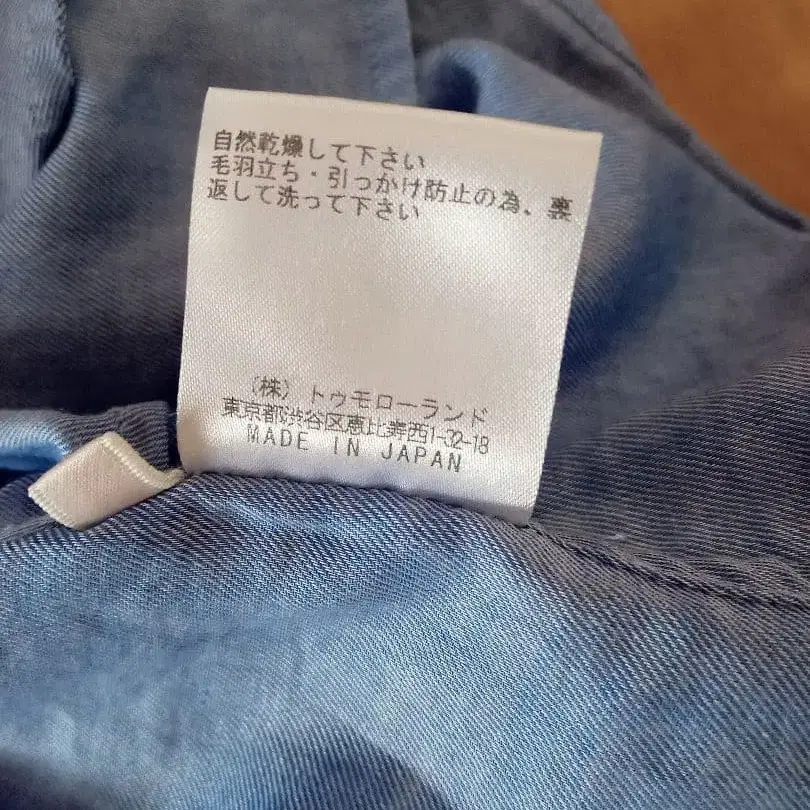 自然乾燥して下さい
毛羽立ち・引っかけ防止の為、裏
返して洗って下さい
(株) トゥモローランド
東京都渋谷区恵比寿西1-32-18
MADE IN JAPAN